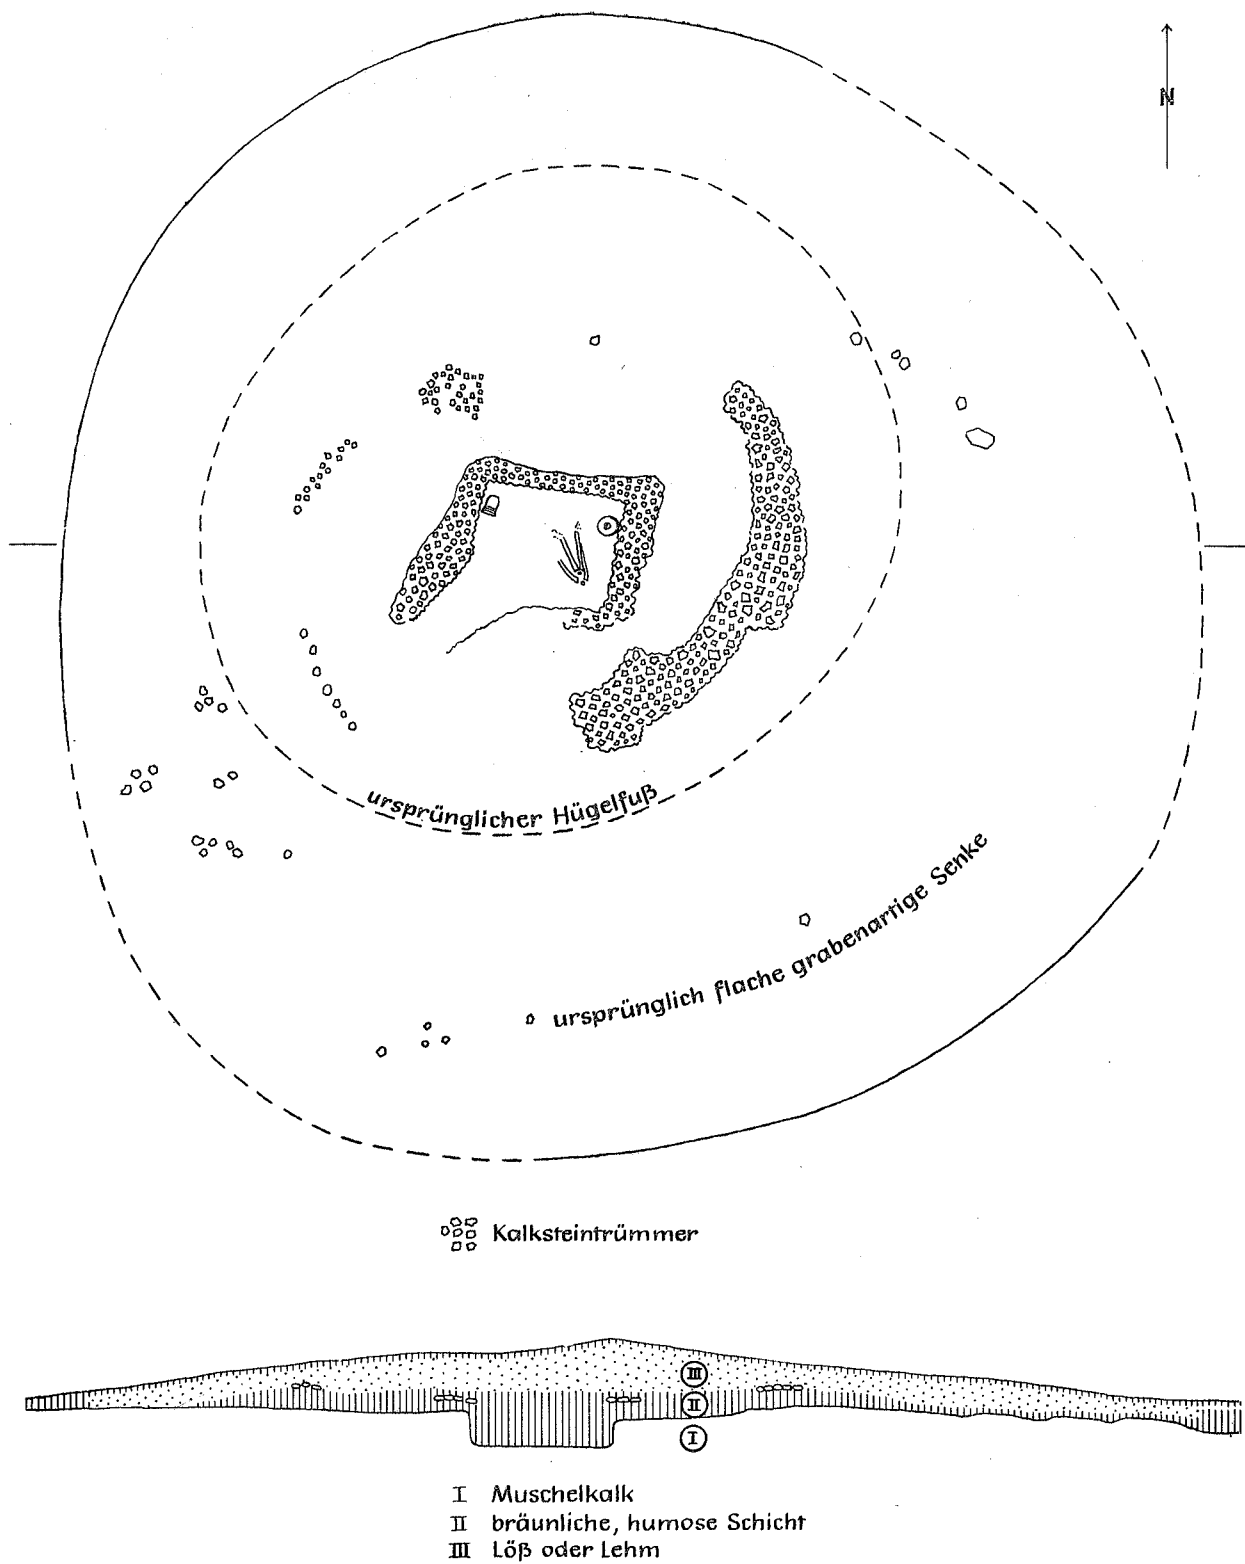 N
ursprünglicher Hügelfuß
ursprünglich flache grabenartige Senke
Kalksteintrümmer
III
II
I
I Muschelkalk
II bräunliche, humose Schicht
III Löß oder Lehm